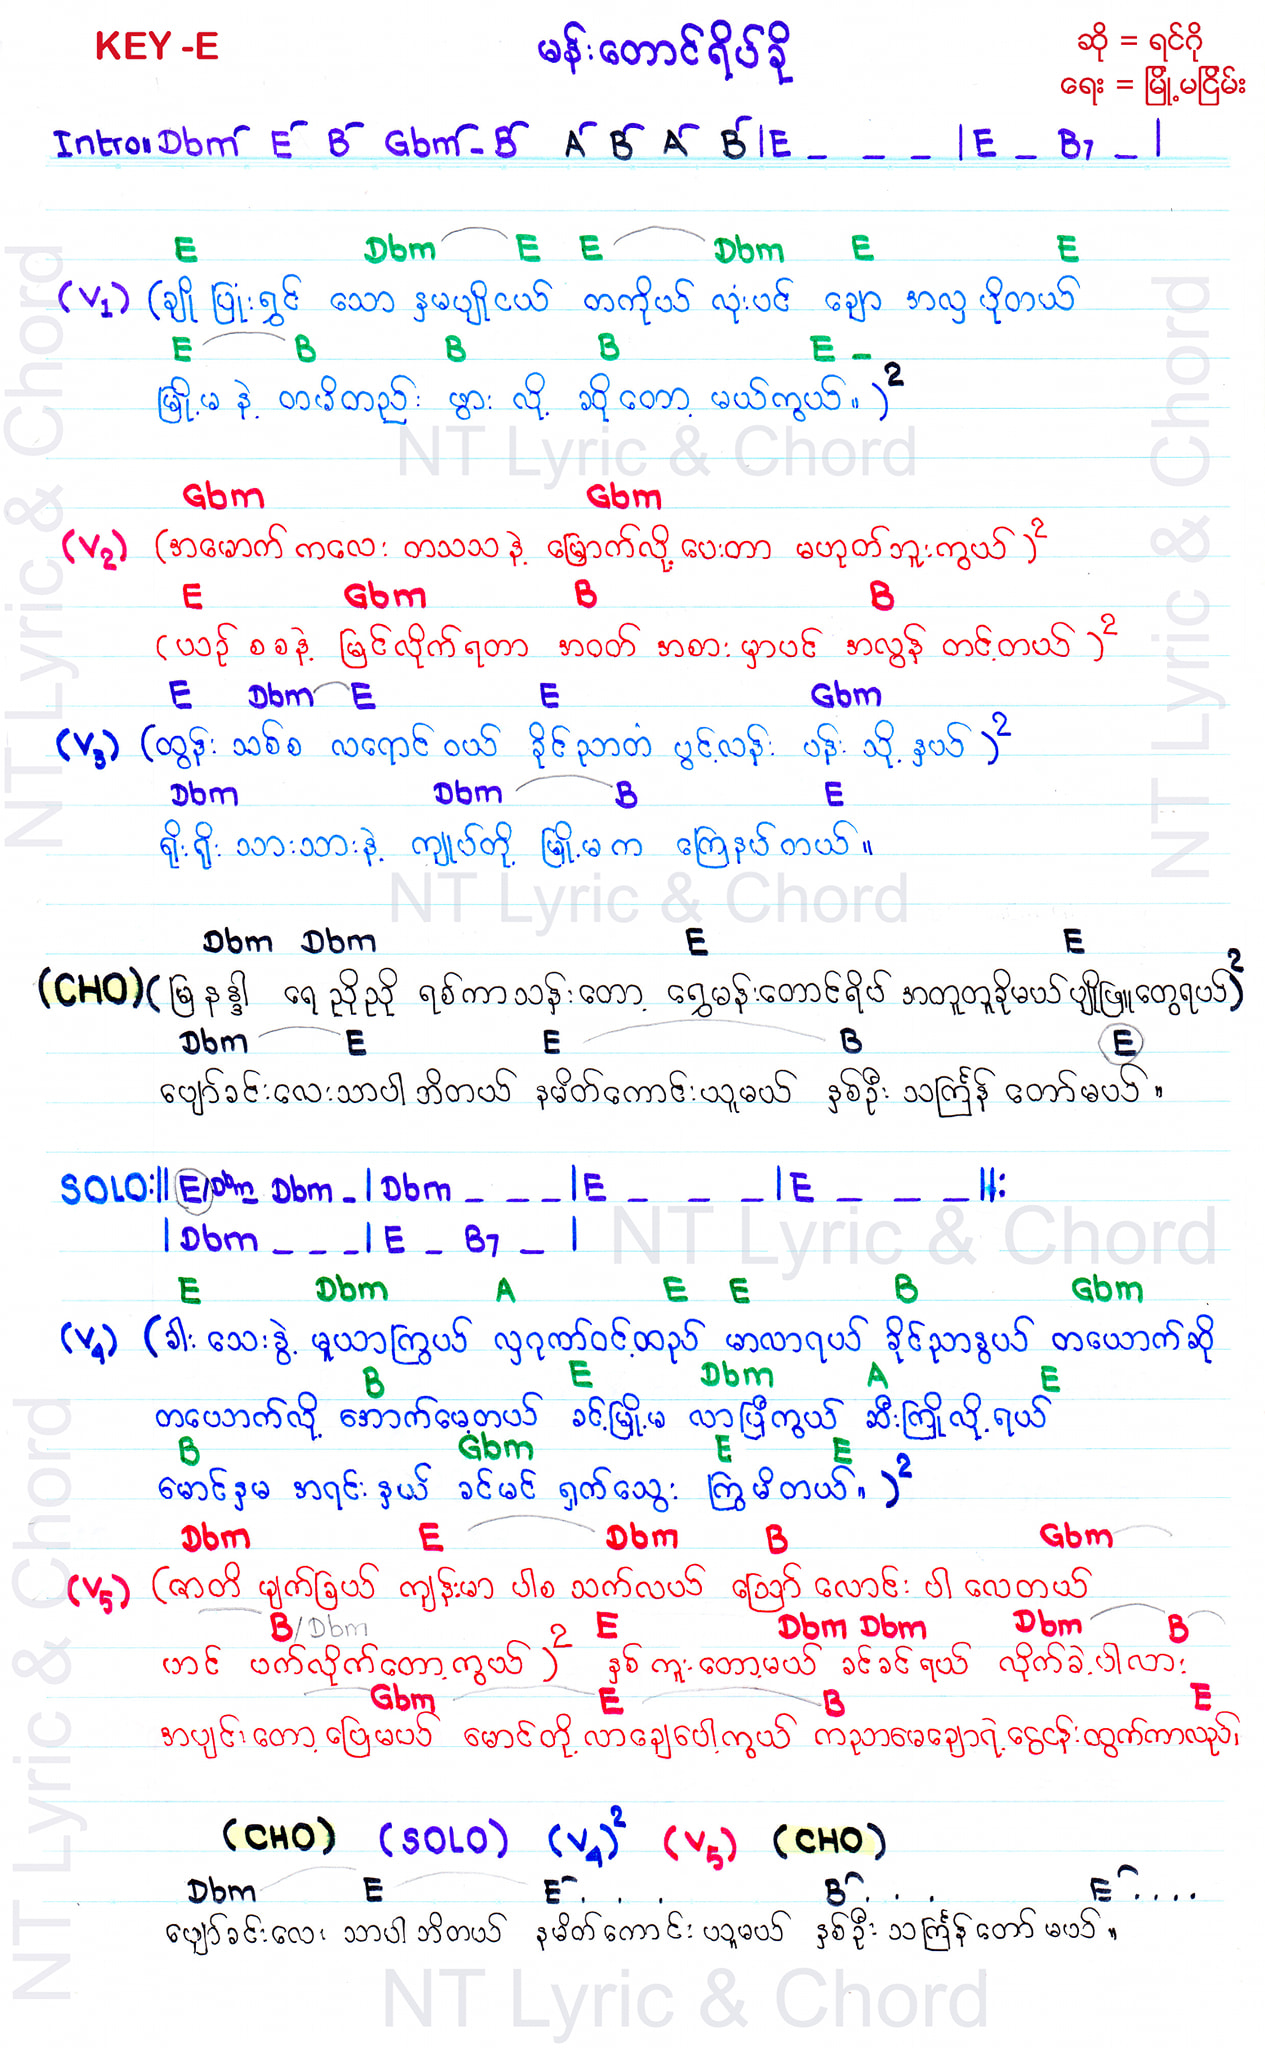 KEY -E
မန်းတောင်ရိပ်ခို
ဆို = ရင်ဂို
ရေး = မြို့မငြိမ်း
Intro။ Dbm E B Gbm - B A B A B | E _ _ _ | E _ B7 _ |
E Dbm E E Dbm E E
(V1) (ချို ပြုံးရွှင် သော နှမပျိုငယ် တကိုယ် လုံးပင် ချော အလှ ပိုတယ်
E B B B E -
မြို့မ နဲ့ တမိတည်း ဖွား လို့ ဆိုတော့ မယ်ကွယ်။ )2
Gbm Gbm
(V2) (အမောက် ကလေး တသသ နဲ့ မြှောက်လို့ပေးတာ မဟုတ်ဘူးကွယ် )2
E Gbm B B
(ယဉ် စ စနဲ့ မြင်လိုက်ရတာ အဝတ် အစား မှာပင် အလွန် တင့်တယ် )2
E Dbm E E Gbm
(V3) (ထွန်း သစ်စ လရောင် ဝယ် ခိုင်ညာတံ ပွင့်လန်း ပန်း သို့ နှယ် )2
Dbm Dbm B E
ရိုးရိုး သားသားနဲ့ ကျုပ်တို့ မြို့မက ကြေနပ်တယ်။
Dbm Dbm E E
(CHO) (မြနန္ဒါ ရေညိုညို ရစ်ကာသန်းတော့ ရွှေမန်းတောင်ရိပ် အတူတူခိုမယ်ပျိုဖြူတွေရယ်)2
Dbm E E B E
ပျော်ခင်းလေးသာပါဘိတယ် နမိတ်ကောင်းယူမယ် နှစ်ဦး သင်္ကြန် တော်မယ်။
SOLO:|| E/Dbm Dbm _ | Dbm _ _ _ | E _ _ _ | E _ _ _ ||:
| Dbm _ _ _ | E _ B7 _ |
E Dbm A E E B Gbm
(V4) (ခါး သေးနွဲ့ မူယာကြွယ် လှဂုဏ်ဝင့်ထည် မာလာရယ် ခိုင်ညာနွယ် တယောက်ဆို
B E Dbm A E
တပေါက်လို့ အောက်မေ့တယ် ခင့်မြို့မ လာပြီကွယ် ဆီးကြိုလို့ရယ်
B Gbm E E
မောင်နှမ အရင်း နှယ် ခင်မင် ရှက်သွေး ကြွမိတယ်။ )2
Dbm E Dbm B Gbm
(V5) (ဇာတိ ချက်မြှယ် ကျန်းမာ ပါစ သက်လယ် ဪ လောင်း ပါ လေတယ်
B/Dbm E Dbm Dbm Dbm B
ဟင် ပက်လိုက်တော့ကွယ် )2 နှစ်ကူးတော့မယ် ခင်ခင်ရယ် လိုက်ခဲ့ပါလား
Gbm E B E
အပျင်းတော့ ပြေမယ် မောင်တို့လာချေပေါ့ကွယ် ကညာမေချောရဲ့ ငွေငန်းထွက်ကာလည်၊
(CHO) (SOLO) (V4)2 (V5) (CHO)
Dbm E E . . . B . . . E . . . .
ပျော်ခင်းလေး သာပါဘိတယ် နမိတ်ကောင်းယူမယ် နှစ်ဦး သင်္ကြန်တော် မယ်။
NT Lyric & Chord
NT Lyric & Chord
NT Lyric & Chord
NT Lyric & Chord
NT Lyric & Chord
NT Lyric & Chord
NT Lyric & Chord
NT Lyric & Chord